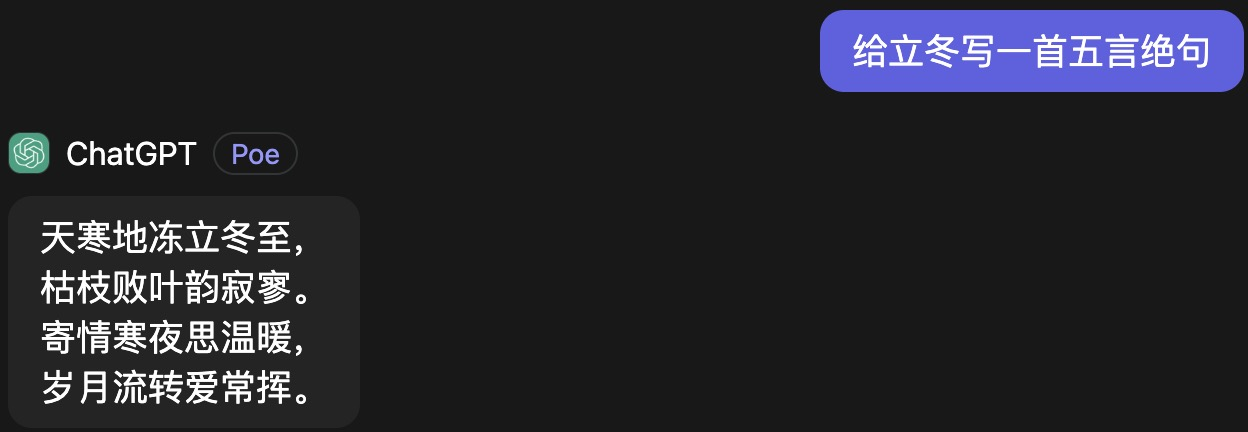 给立冬写一首五言绝句
ChatGPT Poe
天寒地冻立冬至，
枯枝败叶韵寂寥。
寄情寒夜思温暖，
岁月流转爱常挥。